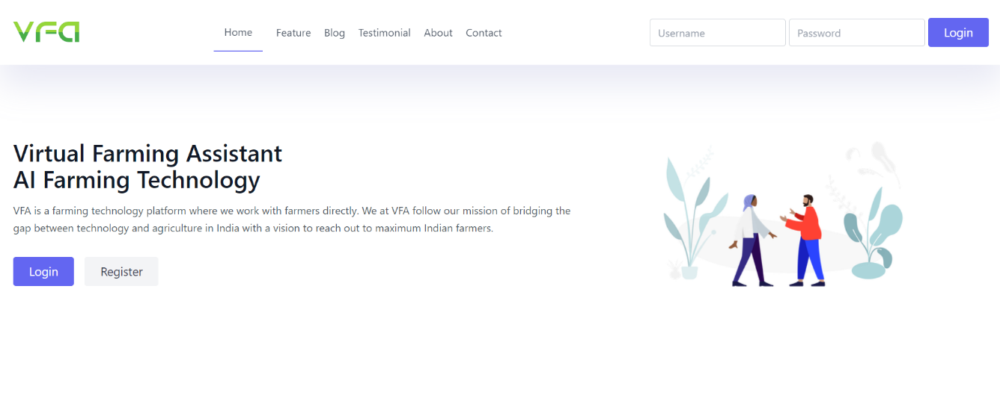 VFA
Home Feature Blog Testimonial About Contact
Username Password Login
Virtual Farming Assistant
AI Farming Technology
VFA is a farming technology platform where we work with farmers directly. We at VFA follow our mission of bridging the
gap between technology and agriculture in India with a vision to reach out to maximum Indian farmers.
Login Register